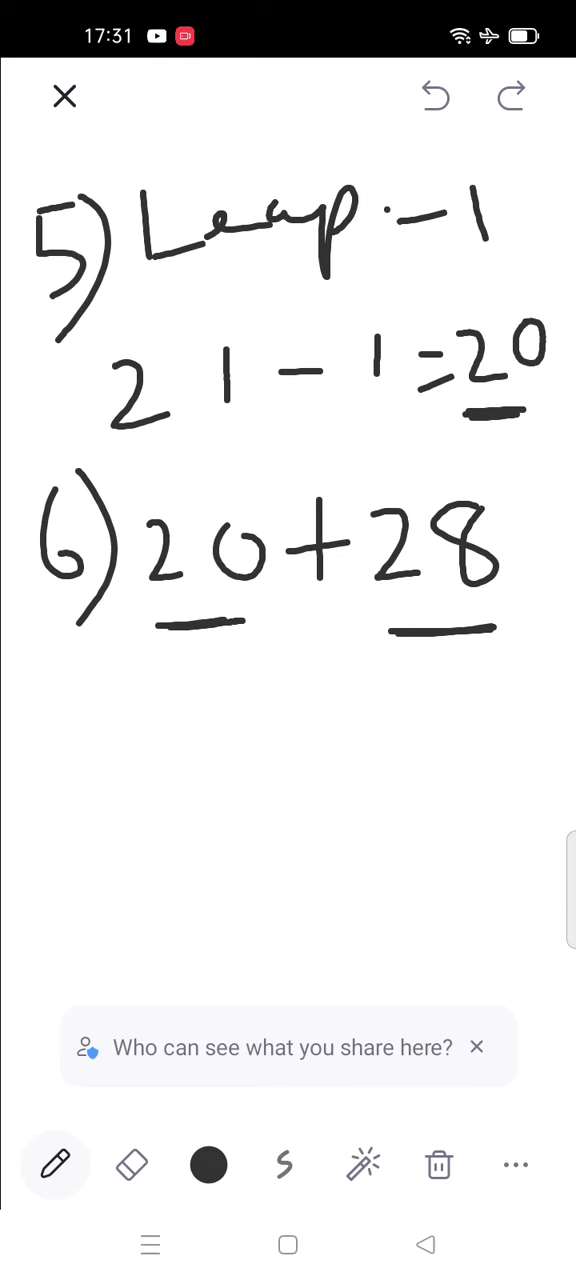 17:31
5) Leap. - 1
21 - 1 = 20
6) 20 + 28
Who can see what you share here?